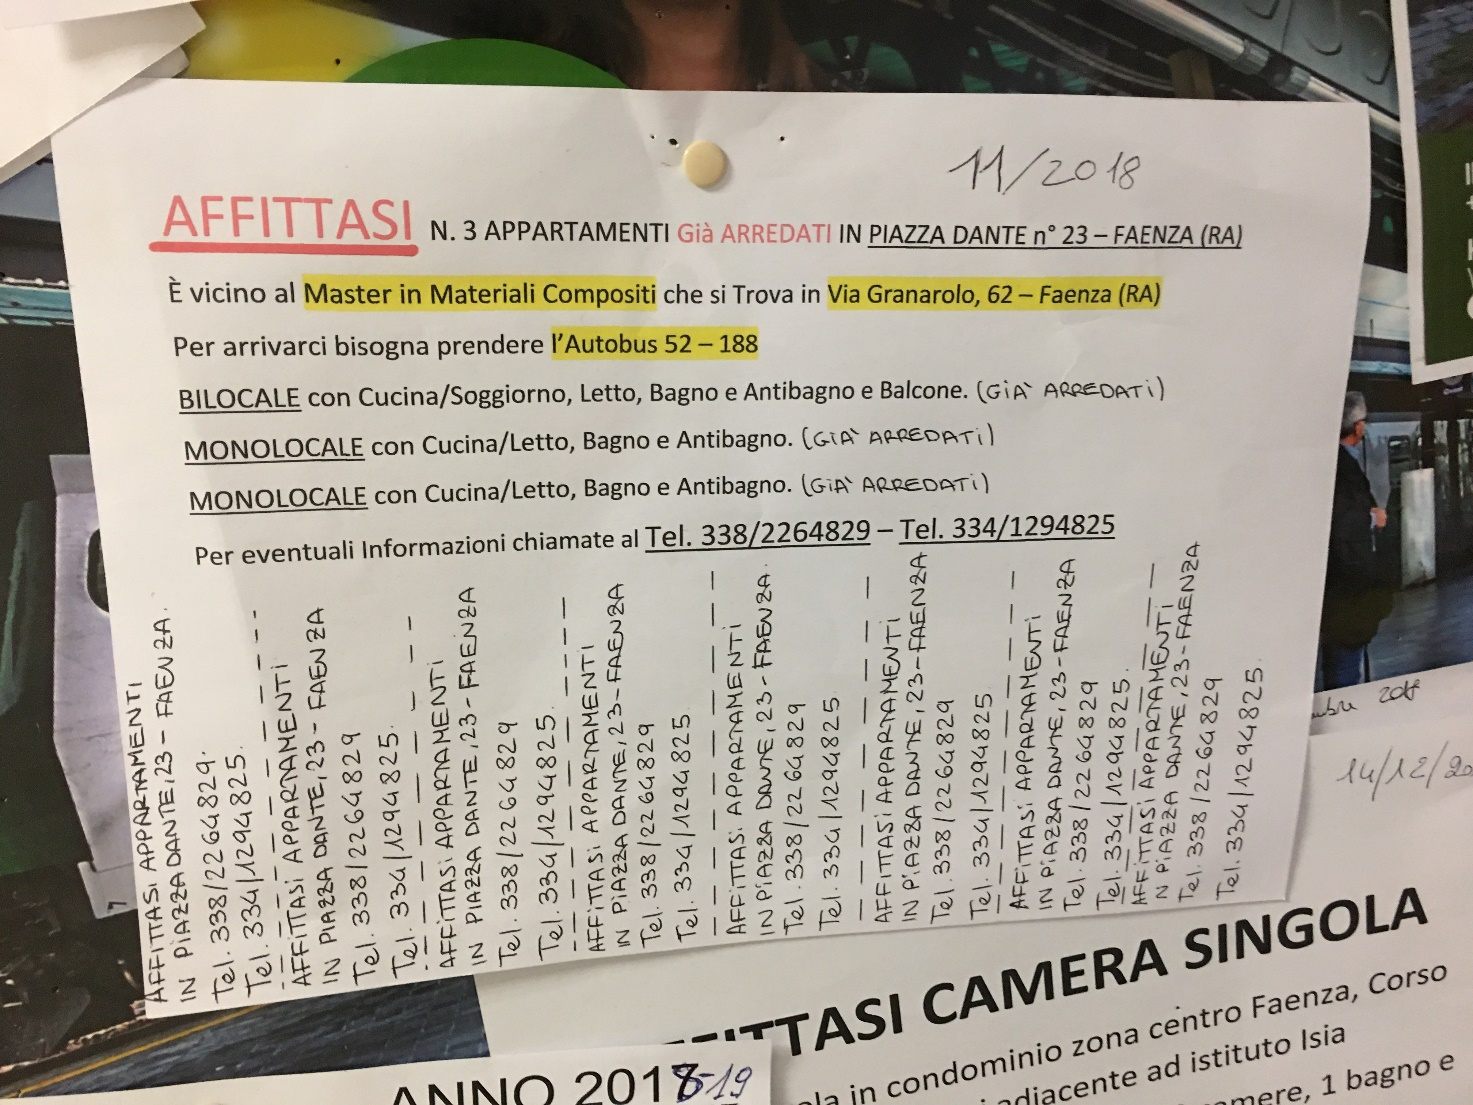 11/2018
AFFITTASI N. 3 APPARTAMENTI Già ARREDATI IN PIAZZA DANTE n° 23 – FAENZA (RA)
È vicino al Master in Materiali Compositi che si Trova in Via Granarolo, 62 – Faenza (RA)
Per arrivarci bisogna prendere l'Autobus 52 – 188
BILOCALE con Cucina/Soggiorno, Letto, Bagno e Antibagno e Balcone. (GIÀ ARREDATI)
MONOLOCALE con Cucina/Letto, Bagno e Antibagno. (GIÀ ARREDATI)
MONOLOCALE con Cucina/Letto, Bagno e Antibagno. (GIÀ ARREDATI)
Per eventuali Informazioni chiamate al Tel. 338/2264829 – Tel. 334/1294825
AFFITTASI APPARTAMENTI
IN PIAZZA DANTE, 23 - FAENZA.
Tel. 338/2264829.
Tel. 334/1294825.
AFFITTASI APPARTAMENTI
IN PIAZZA DANTE, 23 - FAENZA
Tel. 338/2264829
Tel. 334/1294825.
AFFITTASI APPARTAMENTI
IN PIAZZA DANTE, 23 - FAENZA
Tel. 338/2264829
Tel. 334/1294825.
AFFITTASI APPARTAMENTI
IN PIAZZA DANTE, 23 - FAENZA
Tel. 338/2264829
Tel. 334/1294825.
AFFITTASI APPARTAMENTI
IN PIAZZA DANTE, 23 - FAENZA.
Tel. 338/2264829
Tel. 334/1294825
AFFITTASI APPARTAMENTI
IN PIAZZA DANTE, 23 - FAENZA
Tel. 338/2264829
Tel. 334/1294825.
AFFITTASI APPARTAMENTI
IN PIAZZA DANTE, 23 - FAENZA
Tel. 338/2264829
Tel. 334/1294825.
AFFITTASI APPARTAMENTI
IN PIAZZA DANTE, 23 - FAENZA
Tel. 338/2264829
Tel. 334/1294825.
14/12/20
CAMERA SINGOLA
in condominio zona centro Faenza, Corso
adiacente ad istituto Isia
1 bagno e
ANNO 2018-19